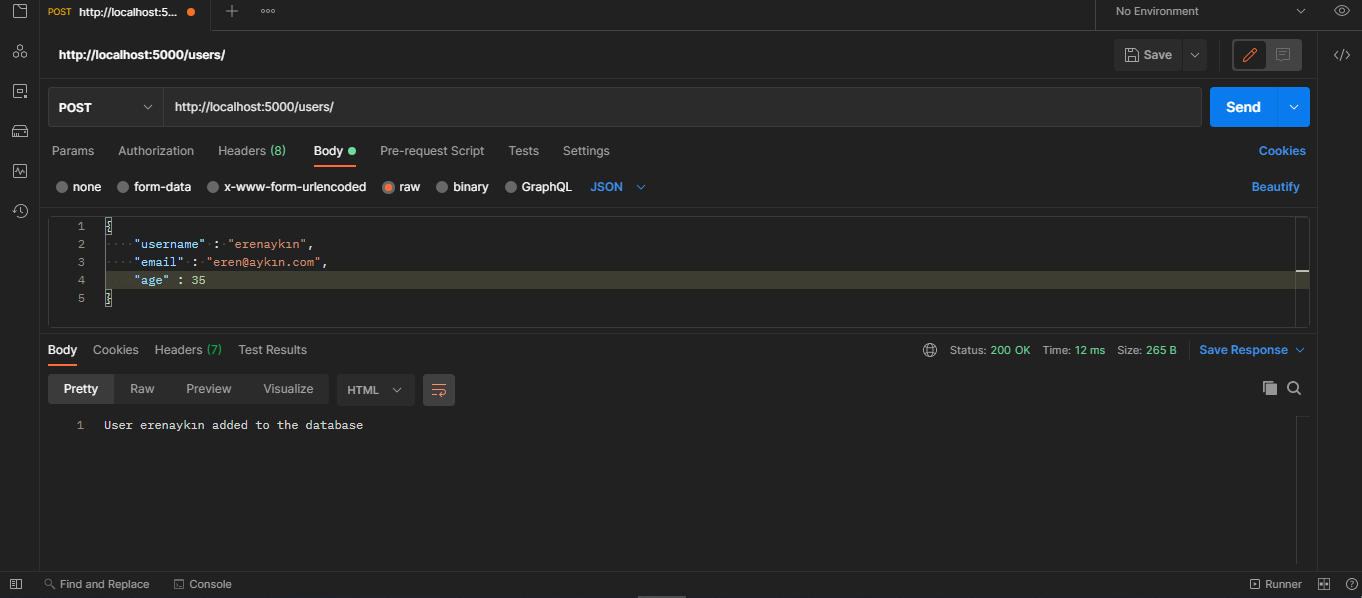 POST http://localhost:5... No Environment
http://localhost:5000/users/ Save
POST http://localhost:5000/users/ Send
Params Authorization Headers (8) Body Pre-request Script Tests Settings Cookies
none form-data x-www-form-urlencoded raw binary GraphQL JSON Beautify
1 {
2 "username" : "erenaykın",
3 "email" : "eren@aykın.com",
4 "age" : 35
5 }
Body Cookies Headers (7) Test Results Status: 200 OK Time: 12 ms Size: 265 B Save Response
Pretty Raw Preview Visualize HTML
1 User erenaykın added to the database
Find and Replace Console Runner